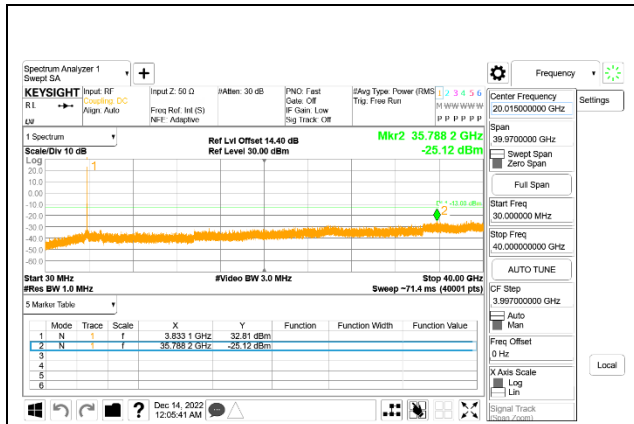 Spectrum Analyzer 1
Swept SA
Frequency
KEYSIGHT
Input: RF
Input Z: 50 Ω
#Atten: 30 dB
PNO: Fast
#Avg Type: Power (RMS
1 2 3 4 5 6
RL
Coupling: DC
Gate: Off
Trig: Free Run
M W W W W W
Align: Auto
Freq Ref: Int (S)
IF Gain: Low
NFE: Adaptive
Sig Track: Off
P P P P P P
1 Spectrum
Ref Lvl Offset 14.40 dB
Mkr2 35.788 2 GHz
Scale/Div 10 dB
Ref Level 30.00 dBm
-25.12 dBm
Log
1
20.0
10.0
0.00
-10.0
-20.0
2
-30.0
-40.0
-50.0
-60.0
Start 30 MHz
#Video BW 3.0 MHz
Stop 40.00 GHz
#Res BW 1.0 MHz
Sweep ~71.4 ms (40001 pts)
5 Marker Table
Mode Trace Scale X Y Function Function Width Function Value
1 N 1 f 3.833 1 GHz 32.81 dBm
2 N 1 f 35.788 2 GHz -25.12 dBm
3
4
5
6
?
Dec 14, 2022
12:05:41 AM
Center Frequency
20.015000000 GHz
Settings
Span
39.9700000 GHz
Swept Span
Zero Span
Full Span
Start Freq
30.000000 MHz
Stop Freq
40.000000000 GHz
AUTO TUNE
CF Step
3.997000000 GHz
Auto
Man
Freq Offset
0 Hz
X Axis Scale
Log
Lin
Local
Signal Track
(Span Zoom)